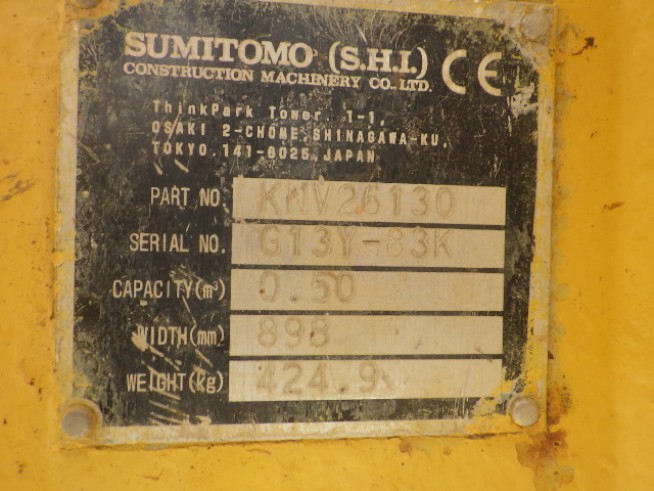 SUMITOMO (S.H.I.) CE
CONSTRUCTION MACHINERY CO., LTD.
ThinkPark Tower, 1-1,
OSAKI 2-CHOME, SHINAGAWA-KU,
TOKYO, 141-6025, JAPAN
PART NO. KNV26130
SERIAL NO. G13Y-83K
CAPACITY(m³) 0.50
WIDTH(mm) 898
WEIGHT(kg) 424.9